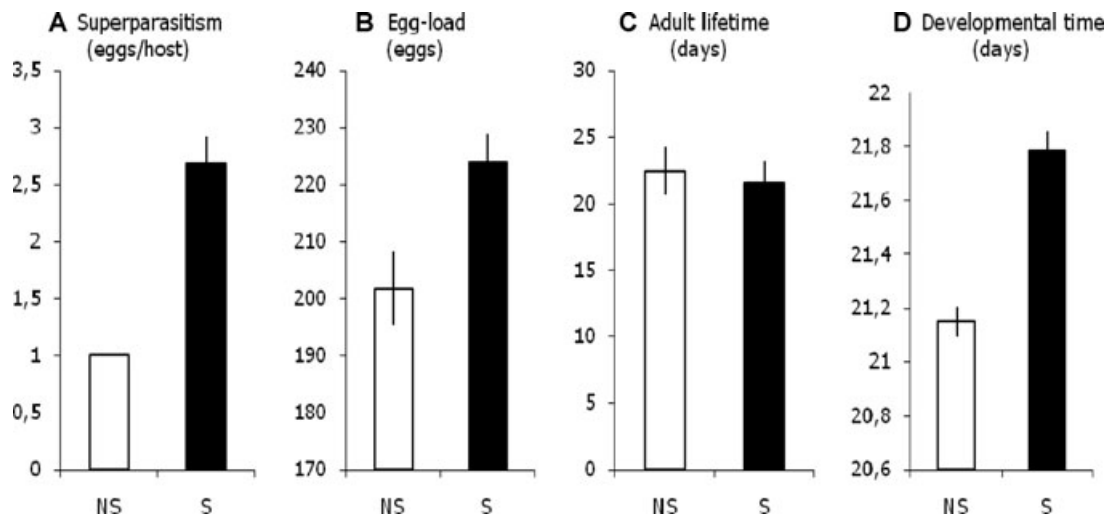 A Superparasitism
(eggs/host)
3,5
3
2,5
2
1,5
1
0,5
0
NS S
B Egg-load
(eggs)
240
230
220
210
200
190
180
170
NS S
C Adult lifetime
(days)
30
25
20
15
10
5
0
NS S
D Developmental time
(days)
22
21,8
21,6
21,4
21,2
21
20,8
20,6
NS S